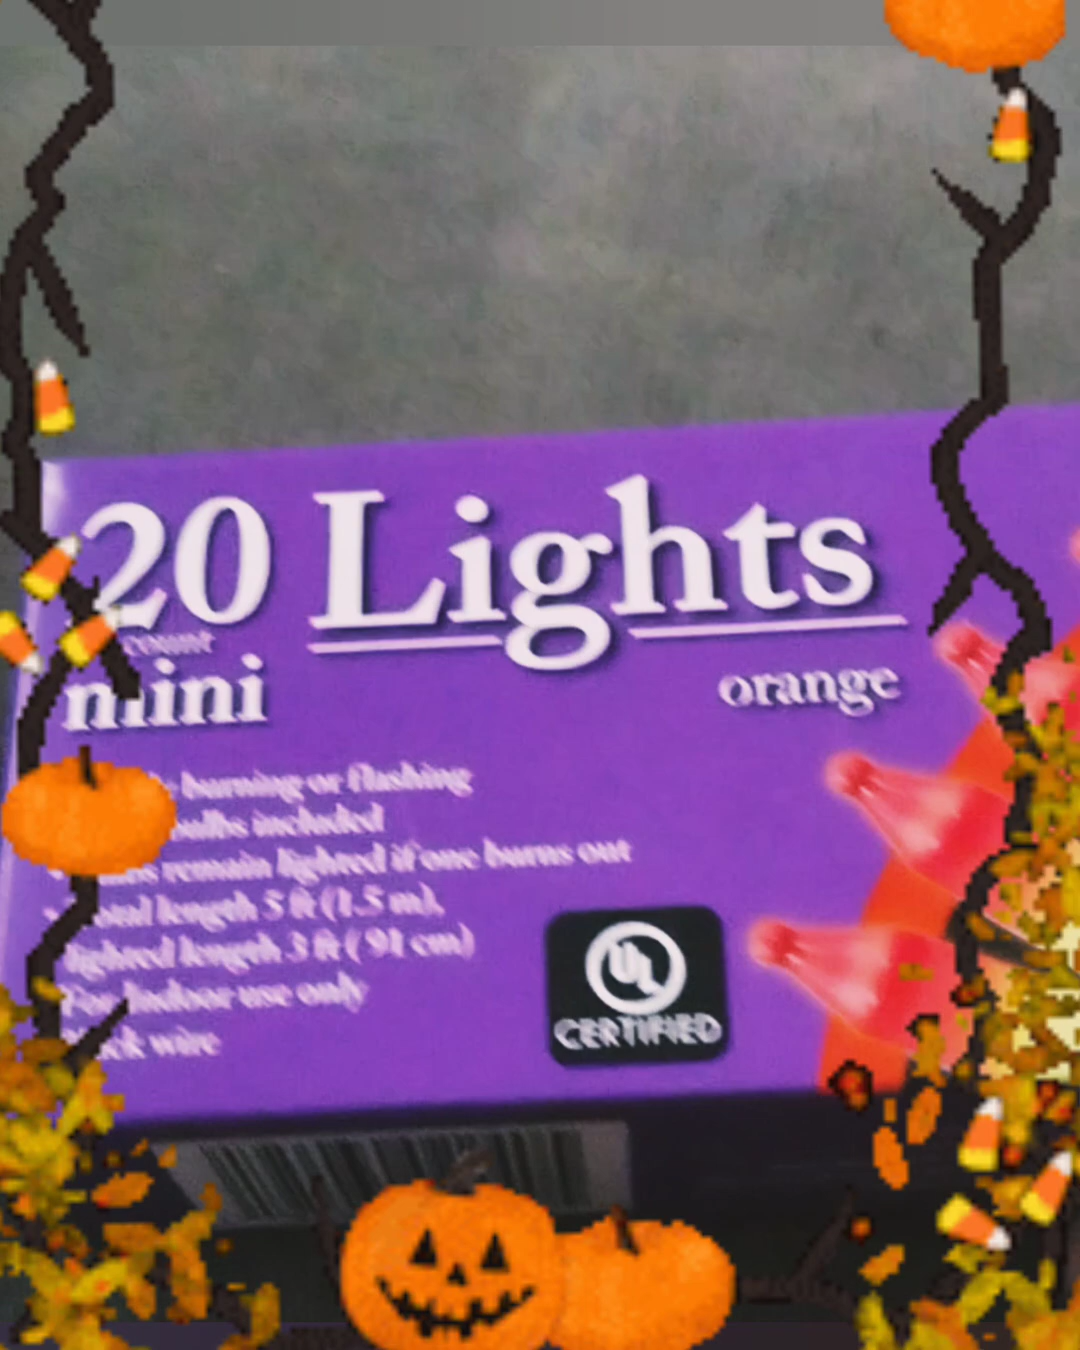 20 Lights
count
mini
orange
burning or flashing
bulbs included
remain lighted if one burns out
total length 5 ft (1.5 m),
lighted length 3 ft ( 91 cm)
For indoor use only
wire
UL
CERTIFIED